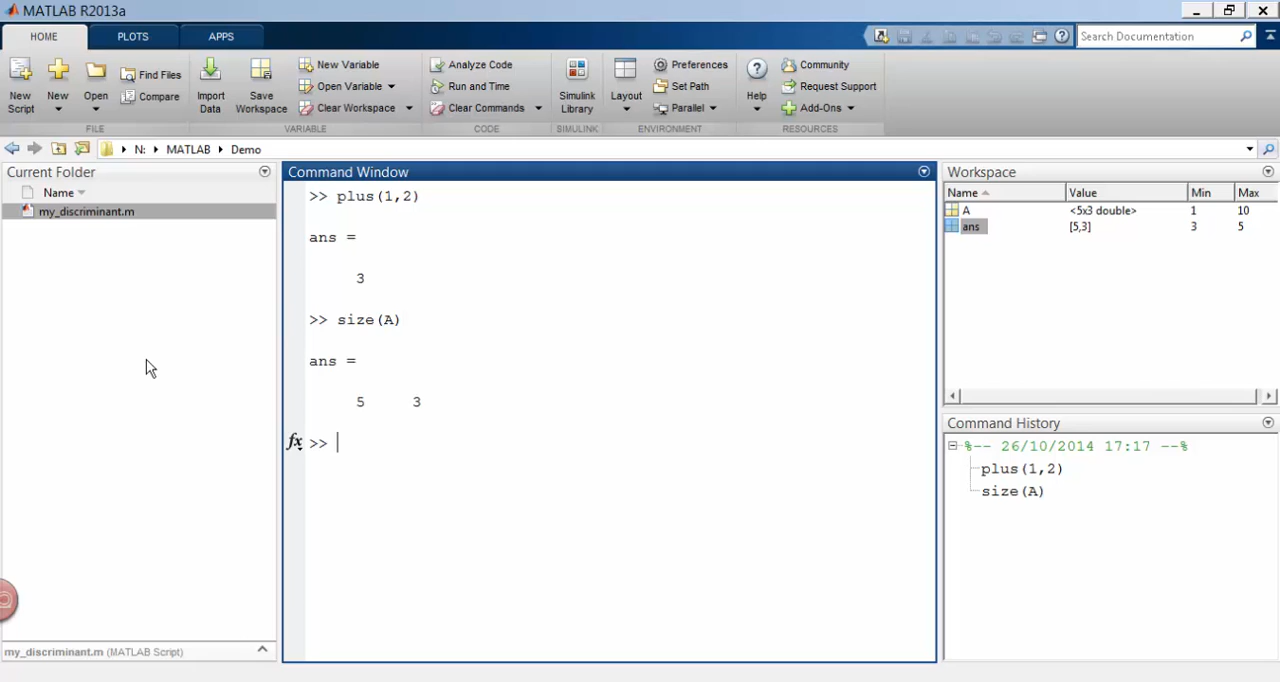 MATLAB R2013a
HOME PLOTS APPS Search Documentation
New Script New Open Find Files Compare Import Data Save Workspace New Variable Open Variable Clear Workspace Analyze Code Run and Time Clear Commands Simulink Library Layout Preferences Set Path Parallel Help Community Request Support Add-Ons
FILE VARIABLE CODE SIMULINK ENVIRONMENT RESOURCES
N: MATLAB Demo
Current Folder
Name
my_discriminant.m
my_discriminant.m (MATLAB Script)
Command Window
>> plus(1,2)
ans =
3
>> size(A)
ans =
5 3
fx >>
Workspace
Name Value Min Max
A <5x3 double> 1 10
ans [5,3] 3 5
Command History
%-- 26/10/2014 17:17 --%
plus(1,2)
size(A)